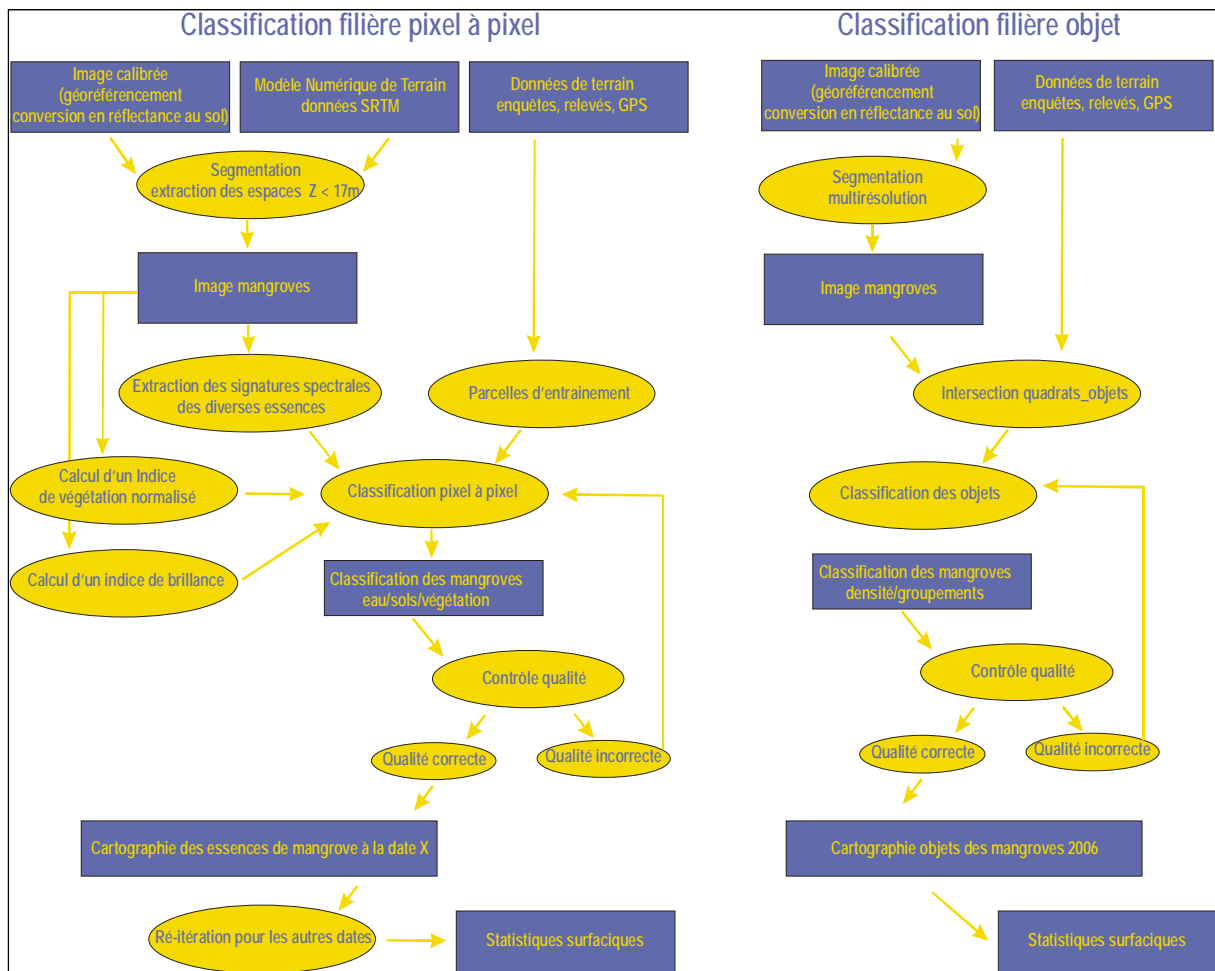 Classification filière pixel à pixel
Image calibrée
(géoréférencement
conversion en réflectance au sol)
Modèle Numérique de Terrain
données SRTM
Données de terrain
enquêtes, relevés, GPS
Segmentation
extraction des espaces Z < 17m
Image mangroves
Extraction des signatures spectrales
des diverses essences
Parcelles d'entrainement
Calcul d'un Indice
de végétation normalisé
Classification pixel à pixel
Calcul d'un indice de brillance
Classification des mangroves
eau/sols/végétation
Contrôle qualité
Qualité correcte
Qualité incorrecte
Cartographie des essences de mangrove à la date X
Ré-itération pour les autres dates
Statistiques surfaciques
Classification filière objet
Image calibrée
(géoréférencement
conversion en réflectance au sol)
Données de terrain
enquêtes, relevés, GPS
Segmentation
multirésolution
Image mangroves
Intersection quadrats_objets
Classification des objets
Classification des mangroves
densité/groupements
Contrôle qualité
Qualité correcte
Qualité incorrecte
Cartographie objets des mangroves 2006
Statistiques surfaciques